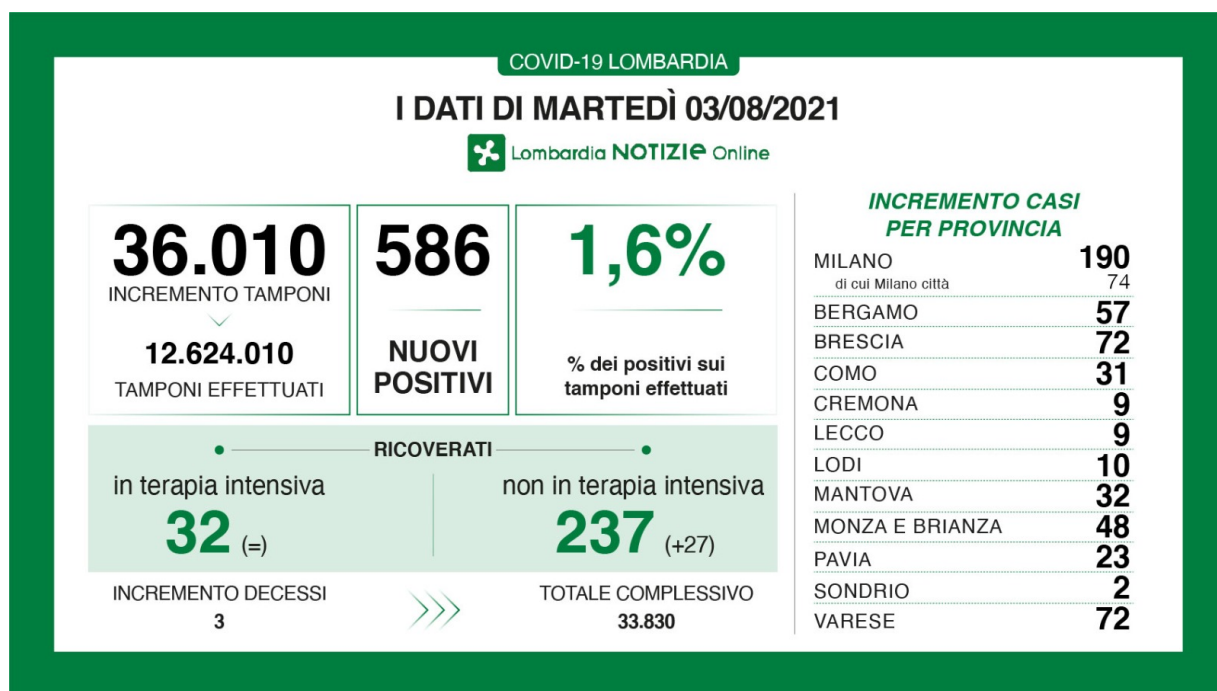 COVID-19 LOMBARDIA
I DATI DI MARTEDÌ 03/08/2021
Lombardia NOTIZIE Online
36.010
INCREMENTO TAMPONI
12.624.010
TAMPONI EFFETTUATI
586
NUOVI
POSITIVI
1,6%
% dei positivi sui
tamponi effettuati
RICOVERATI
in terapia intensiva
32 (=)
non in terapia intensiva
237 (+27)
INCREMENTO DECESSI
3
TOTALE COMPLESSIVO
33.830
INCREMENTO CASI
PER PROVINCIA
MILANO 190
di cui Milano città 74
BERGAMO 57
BRESCIA 72
COMO 31
CREMONA 9
LECCO 9
LODI 10
MANTOVA 32
MONZA E BRIANZA 48
PAVIA 23
SONDRIO 2
VARESE 72